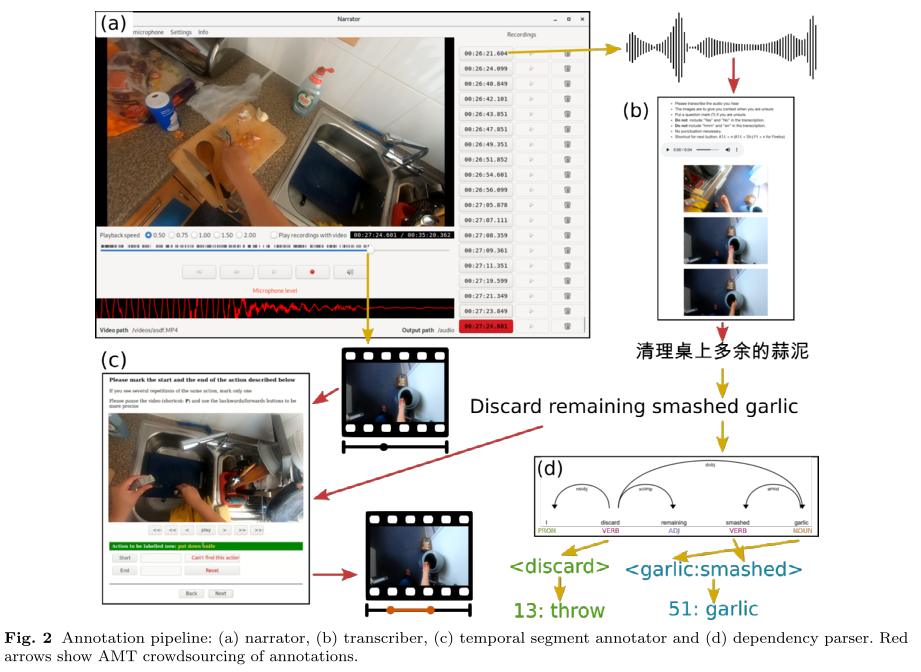 (a)
Narrator
microphone Settings Info
Recordings
00:26:21.604
00:26:24.099
00:26:40.849
00:26:42.101
00:26:43.851
00:26:47.851
00:26:49.351
00:26:51.852
00:26:54.601
00:26:56.099
00:27:05.878
00:27:07.111
00:27:08.359
00:27:09.361
00:27:11.351
00:27:19.599
00:27:21.349
00:27:23.849
00:27:24.601
Playback speed 0.50 0.75 1.00 1.50 2.00 Play recordings with video 00:27:24.601 / 00:35:20.362
Microphone level
Video path /videos/asdf.MP4 Output path /audio
(b)
Please transcribe the audio you hear
The images are to give you context when you are unsure
Put a question mark (?) if you are unsure
Do not include "Yes" and "No" in the transcription.
Do not include "hmm" and "en" in the transcription.
No punctuation necessary.
Shortcut for next button:
0:00 / 0:04
清理桌上多余的蒜泥
Discard remaining smashed garlic
(c)
Please mark the start and the end of the action described below
If you see several repetitions of the same action, mark only one
Please pause the video (shortcut: P) and use the backwards/forwards buttons to be
more precise
<< << < play > >> >>
Action to be labelled now: put down knife
Start Can't find this action
End Reset
Back Next
(d)
dobj
nsubj acomp amod
I discard remaining smashed garlic
PRON VERB ADJ VERB NOUN
<discard> <garlic:smashed>
13: throw 51: garlic
Fig. 2 Annotation pipeline: (a) narrator, (b) transcriber, (c) temporal segment annotator and (d) dependency parser. Red
arrows show AMT crowdsourcing of annotations.